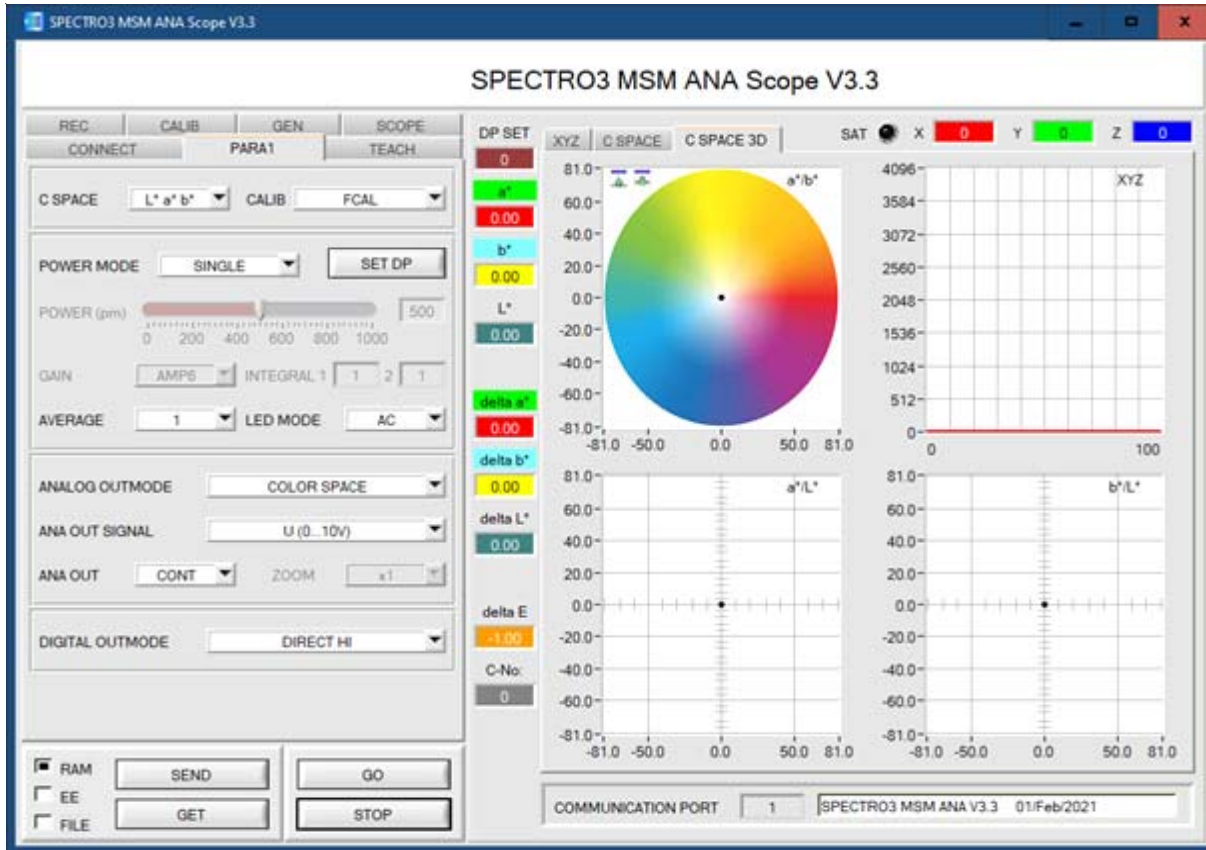 SPECTRO3 MSM ANA Scope V3.3
SPECTRO3 MSM ANA Scope V3.3
REC CALIB GEN SCOPE
CONNECT PARA1 TEACH
C SPACE L* a* b* CALIB FCAL
POWER MODE SINGLE SET DP
POWER (pm) 500
0 200 400 600 800 1000
GAIN AMP6 INTEGRAL 1 1 2 1
AVERAGE 1 LED MODE AC
ANALOG OUTMODE COLOR SPACE
ANA OUT SIGNAL U (0...10V)
ANA OUT CONT ZOOM x1
DIGITAL OUTMODE DIRECT HI
RAM
EE
FILE
SEND
GET
GO
STOP
DP SET
0
a*
0.00
b*
0.00
L*
0.00
delta a*
0.00
delta b*
0.00
delta L*
0.00
delta E
-1.00
C-No:
0
XYZ C SPACE C SPACE 3D
SAT X 0 Y 0 Z 0
a*/b*
81.0
60.0
40.0
20.0
0.0
-20.0
-40.0
-60.0
-81.0
-81.0 -50.0 0.0 50.0 81.0
XYZ
4096
3584
3072
2560
2048
1536
1024
512
0
0 100
a*/L*
81.0
60.0
40.0
20.0
0.0
-20.0
-40.0
-60.0
-81.0
-81.0 -50.0 0.0 50.0 81.0
b*/L*
81.0
60.0
40.0
20.0
0.0
-20.0
-40.0
-60.0
-81.0
-81.0 -50.0 0.0 50.0 81.0
COMMUNICATION PORT 1 SPECTRO3 MSM ANA V3.3 01/Feb/2021